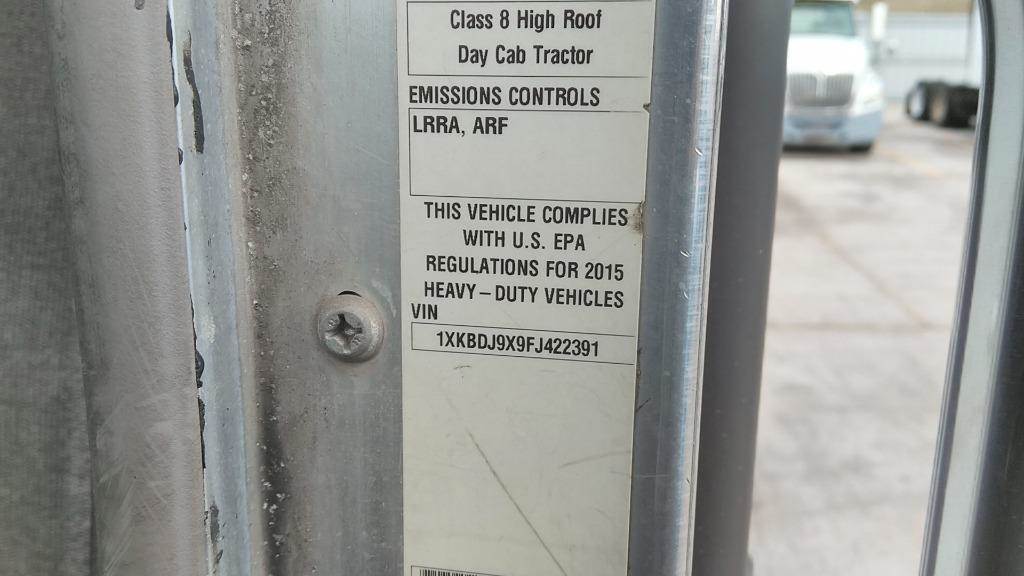 Class 8 High Roof
Day Cab Tractor
EMISSIONS CONTROLS
LRRA, ARF
THIS VEHICLE COMPLIES
WITH U.S. EPA
REGULATIONS FOR 2015
HEAVY – DUTY VEHICLES
VIN
1XKBDJ9X9FJ422391